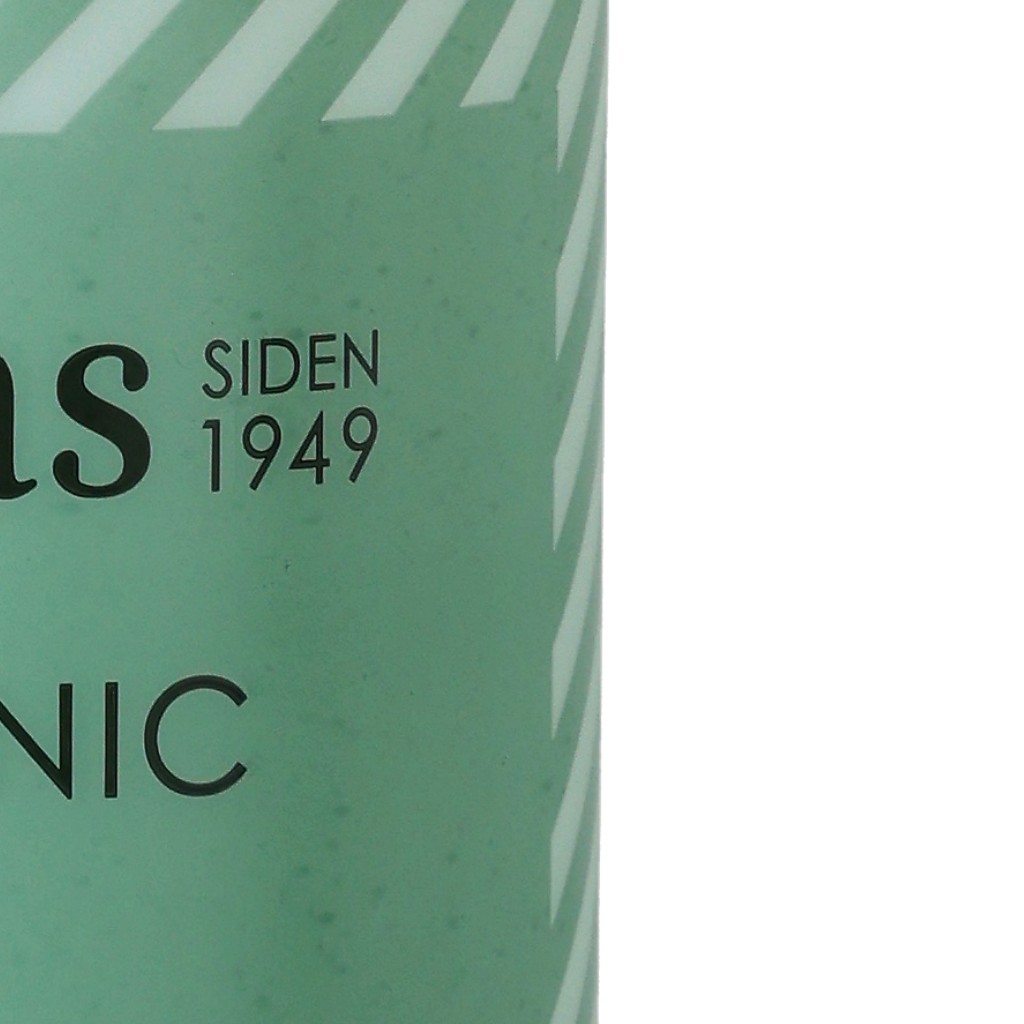 as SIDEN
1949
NIC